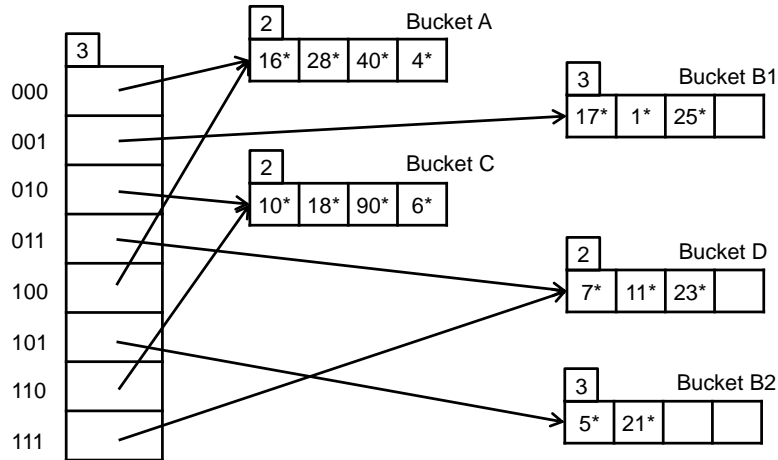 3
000
001
010
011
100
101
110
111
2
Bucket A
16* 28* 40* 4*
3
Bucket B1
17* 1* 25*
2
Bucket C
10* 18* 90* 6*
2
Bucket D
7* 11* 23*
3
Bucket B2
5* 21*